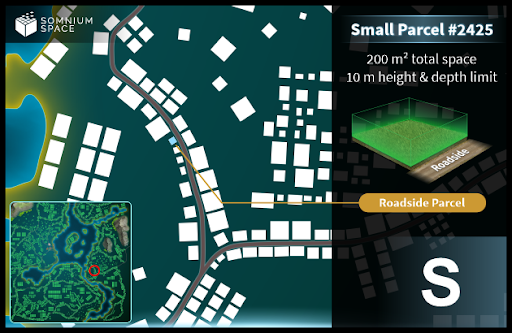 SOMNIUM
SPACE
Small Parcel #2425
200 m² total space
10 m height & depth limit
Roadside
Roadside Parcel
S